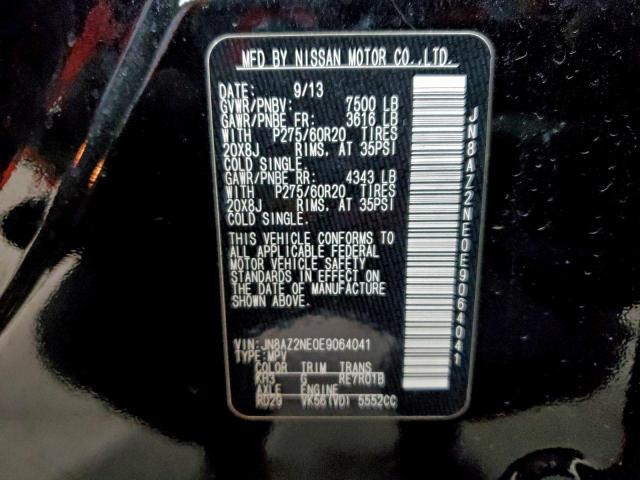 MFD BY NISSAN MOTOR CO.,LTD.
DATE: 9/13
GVWR/PNBV: 7500 LB
GAWR/PNBE FR: 3616 LB
WITH P275/60R20 TIRES
20X8J RIMS, AT 35PSI
COLD SINGLE.
GAWR/PNBE RR: 4343 LB
WITH P275/60R20 TIRES
20X8J RIMS, AT 35PSI
COLD SINGLE.
THIS VEHICLE CONFORMS TO
ALL APPLICABLE FEDERAL
MOTOR VEHICLE SAFETY
STANDARDS IN EFFECT ON
THE DATE OF MANUFACTURE
SHOWN ABOVE.
VIN:JN8AZ2NE0E9064041
TYPE:MPV
COLOR TRIM TRANS
KH3 G RE7R01B
AXLE ENGINE
RD29 VK56(VD) 5552CC
JN8AZ2NE0E9064041